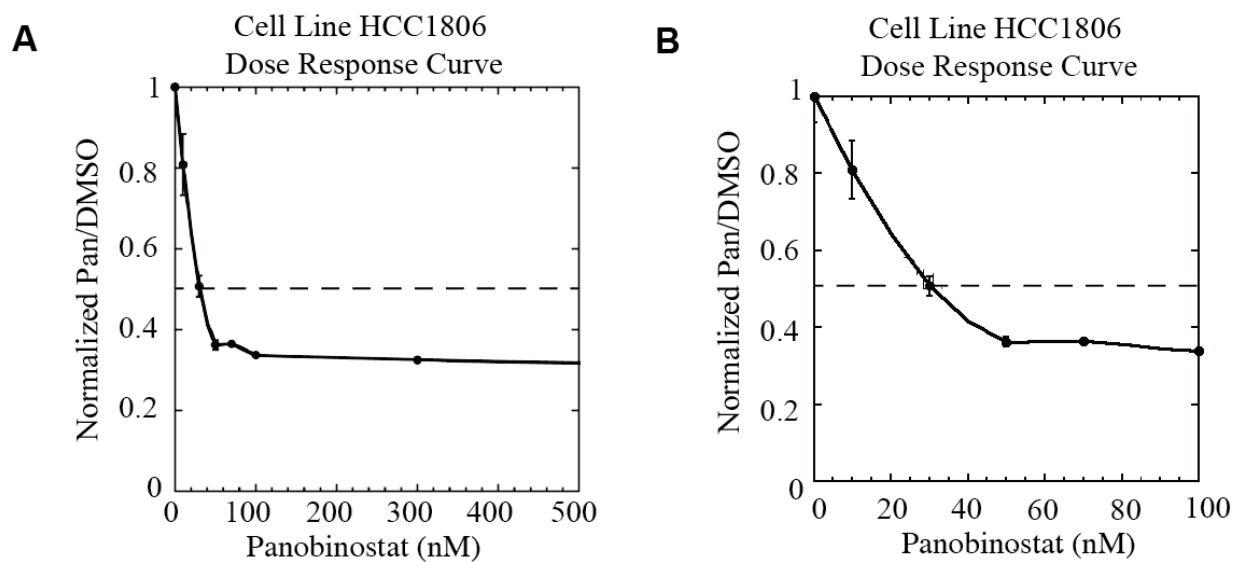 A
Cell Line HCC1806
Dose Response Curve
Normalized Pan/DMSO
1
0.8
0.6
0.4
0.2
0
0 100 200 300 400 500
Panobinostat (nM)
B
Cell Line HCC1806
Dose Response Curve
Normalized Pan/DMSO
1
0.8
0.6
0.4
0.2
0
0 20 40 60 80 100
Panobinostat (nM)